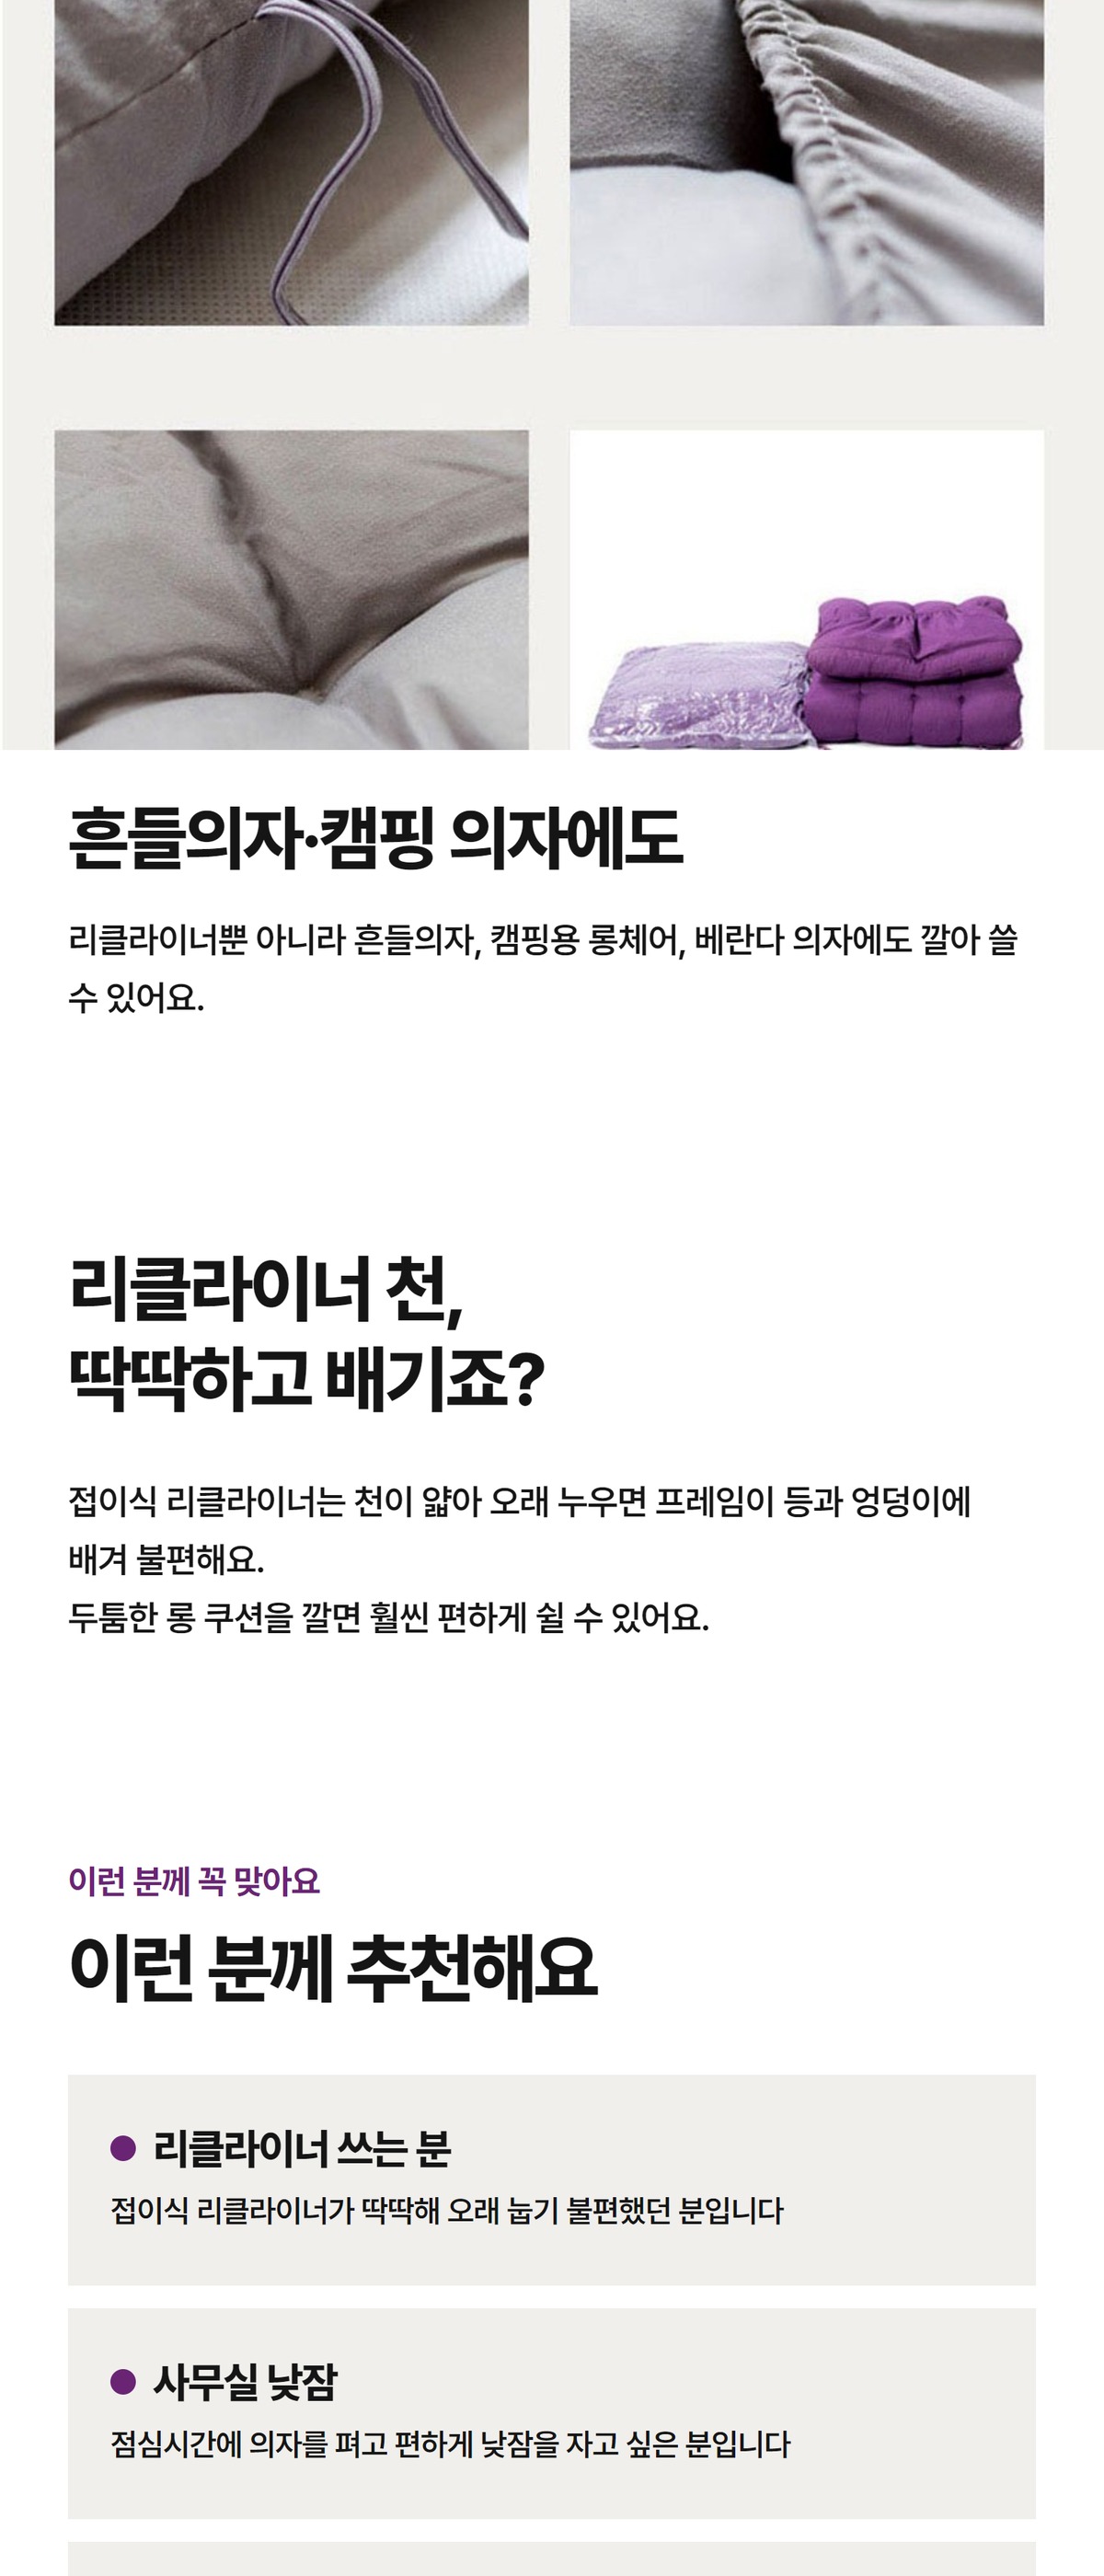 흔들의자·캠핑 의자에도
리클라이너뿐 아니라 흔들의자, 캠핑용 롱체어, 베란다 의자에도 깔아 쓸
수 있어요.
리클라이너 천,
딱딱하고 배기죠?
접이식 리클라이너는 천이 얇아 오래 누우면 프레임이 등과 엉덩이에
배겨 불편해요.
두툼한 롱 쿠션을 깔면 훨씬 편하게 쉴 수 있어요.
이런 분께 꼭 맞아요
이런 분께 추천해요
리클라이너 쓰는 분
접이식 리클라이너가 딱딱해 오래 눕기 불편했던 분입니다
사무실 낮잠
점심시간에 의자를 펴고 편하게 낮잠을 자고 싶은 분입니다